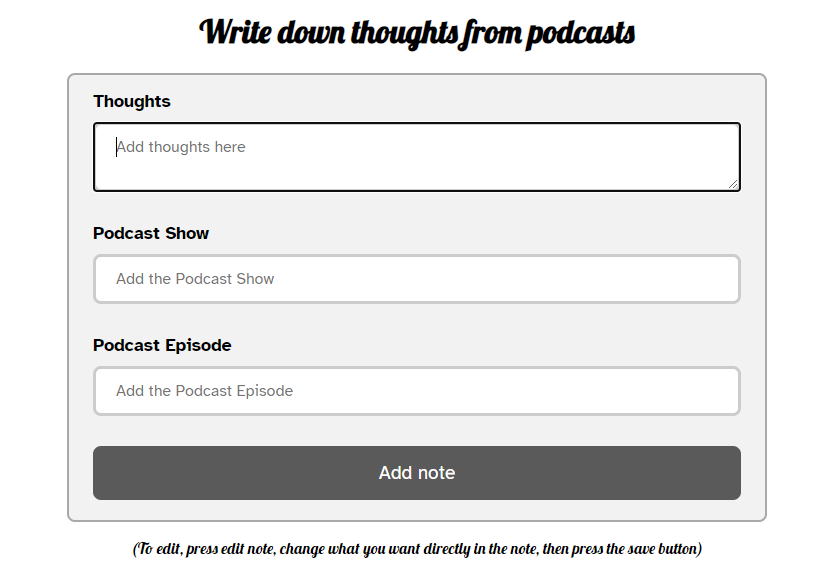 Write down thoughts from podcasts
Thoughts
Add thoughts here
Podcast Show
Add the Podcast Show
Podcast Episode
Add the Podcast Episode
Add note
(To edit, press edit note, change what you want directly in the note, then press the save button)